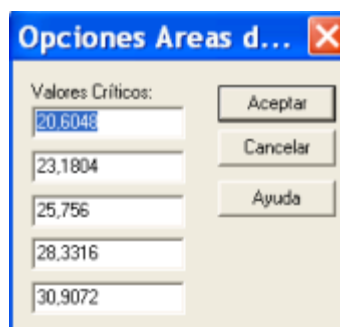 Opciones Areas d...
Valores Críticos:
20,6048
23,1804
25,756
28,3316
30,9072
Aceptar
Cancelar
Ayuda